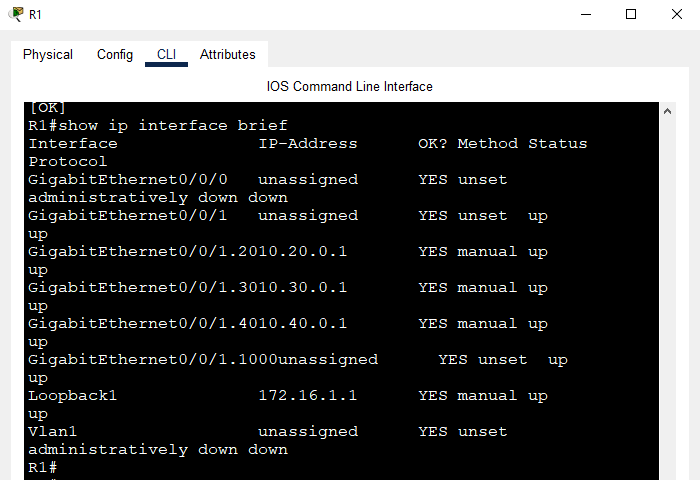 R1
Physical Config CLI Attributes
IOS Command Line Interface
[OK]
R1#show ip interface brief
Interface              IP-Address      OK? Method Status
Protocol
GigabitEthernet0/0/0   unassigned      YES unset
administratively down down
GigabitEthernet0/0/1   unassigned      YES unset  up
up
GigabitEthernet0/0/1.2010.20.0.1       YES manual up
up
GigabitEthernet0/0/1.3010.30.0.1       YES manual up
up
GigabitEthernet0/0/1.4010.40.0.1       YES manual up
up
GigabitEthernet0/0/1.1000unassigned      YES unset  up
up
Loopback1              172.16.1.1      YES manual up
up
Vlan1                  unassigned      YES unset
administratively down down
R1#